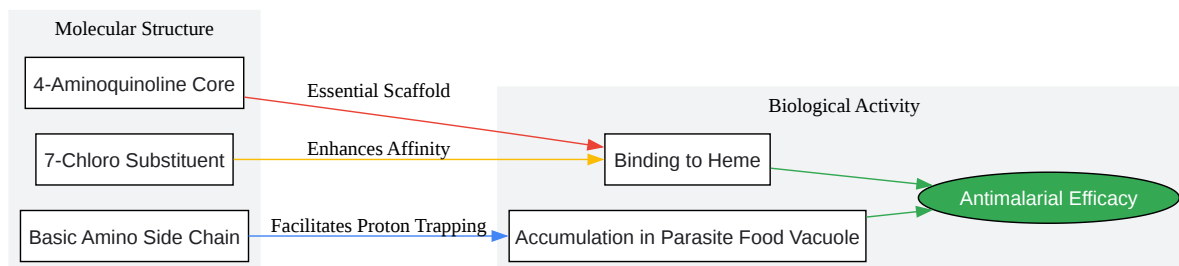 Molecular Structure
4-Aminoquinoline Core
7-Chloro Substituent
Basic Amino Side Chain
Essential Scaffold
Enhances Affinity
Facilitates Proton Trapping
Biological Activity
Binding to Heme
Accumulation in Parasite Food Vacuole
Antimalarial Efficacy